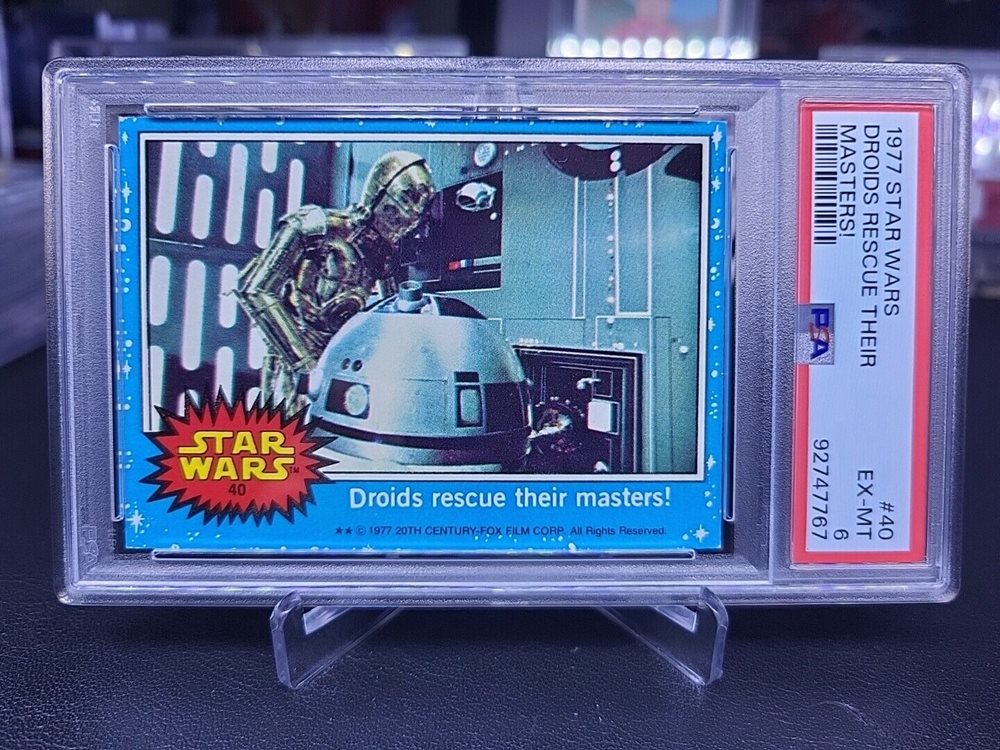 STAR
WARS™
40
Droids rescue their masters!
★★ © 1977 20TH CENTURY-FOX FILM CORP. All Rights Reserved.
1977 STAR WARS #40
DROIDS RESCUE THEIR EX-MT
MASTERS! 6
PSA 92747767